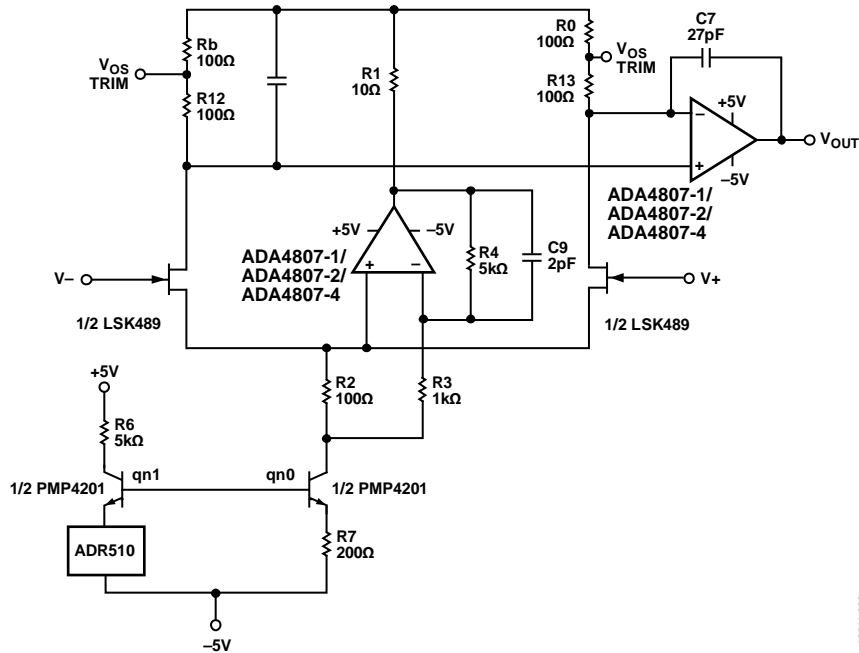 Rb
100Ω
VOS
TRIM
R12
100Ω
R1
10Ω
R0
100Ω
VOS
TRIM
R13
100Ω
C7
27pF
−
+5V
+
−5V
VOUT
ADA4807-1/
ADA4807-2/
ADA4807-4
+5V
−5V
ADA4807-1/
ADA4807-2/
ADA4807-4
+
−
R4
5kΩ
C9
2pF
V−
1/2 LSK489
V+
1/2 LSK489
R2
100Ω
R3
1kΩ
+5V
R6
5kΩ
qn1
qn0
1/2 PMP4201
1/2 PMP4201
ADR510
R7
200Ω
−5V